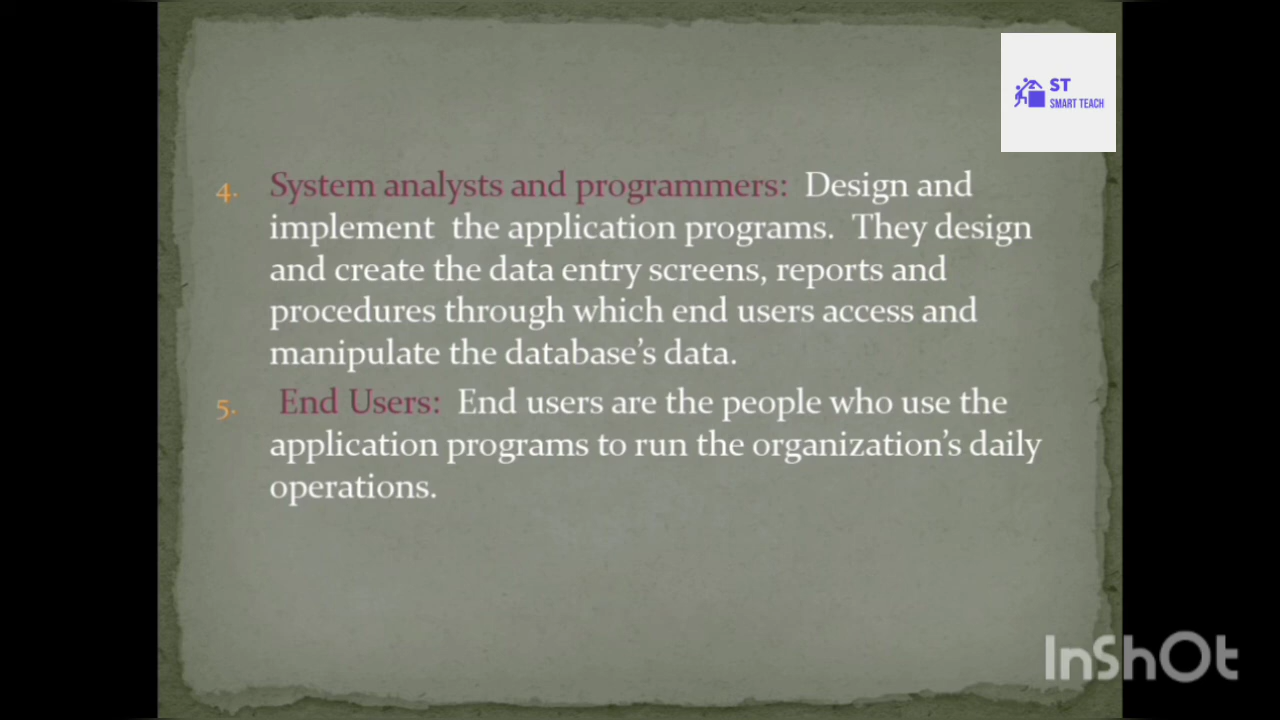 ST
SMART TEACH
4. System analysts and programmers: Design and
implement the application programs. They design
and create the data entry screens, reports and
procedures through which end users access and
manipulate the database's data.
5. End Users: End users are the people who use the
application programs to run the organization's daily
operations.
InShOt